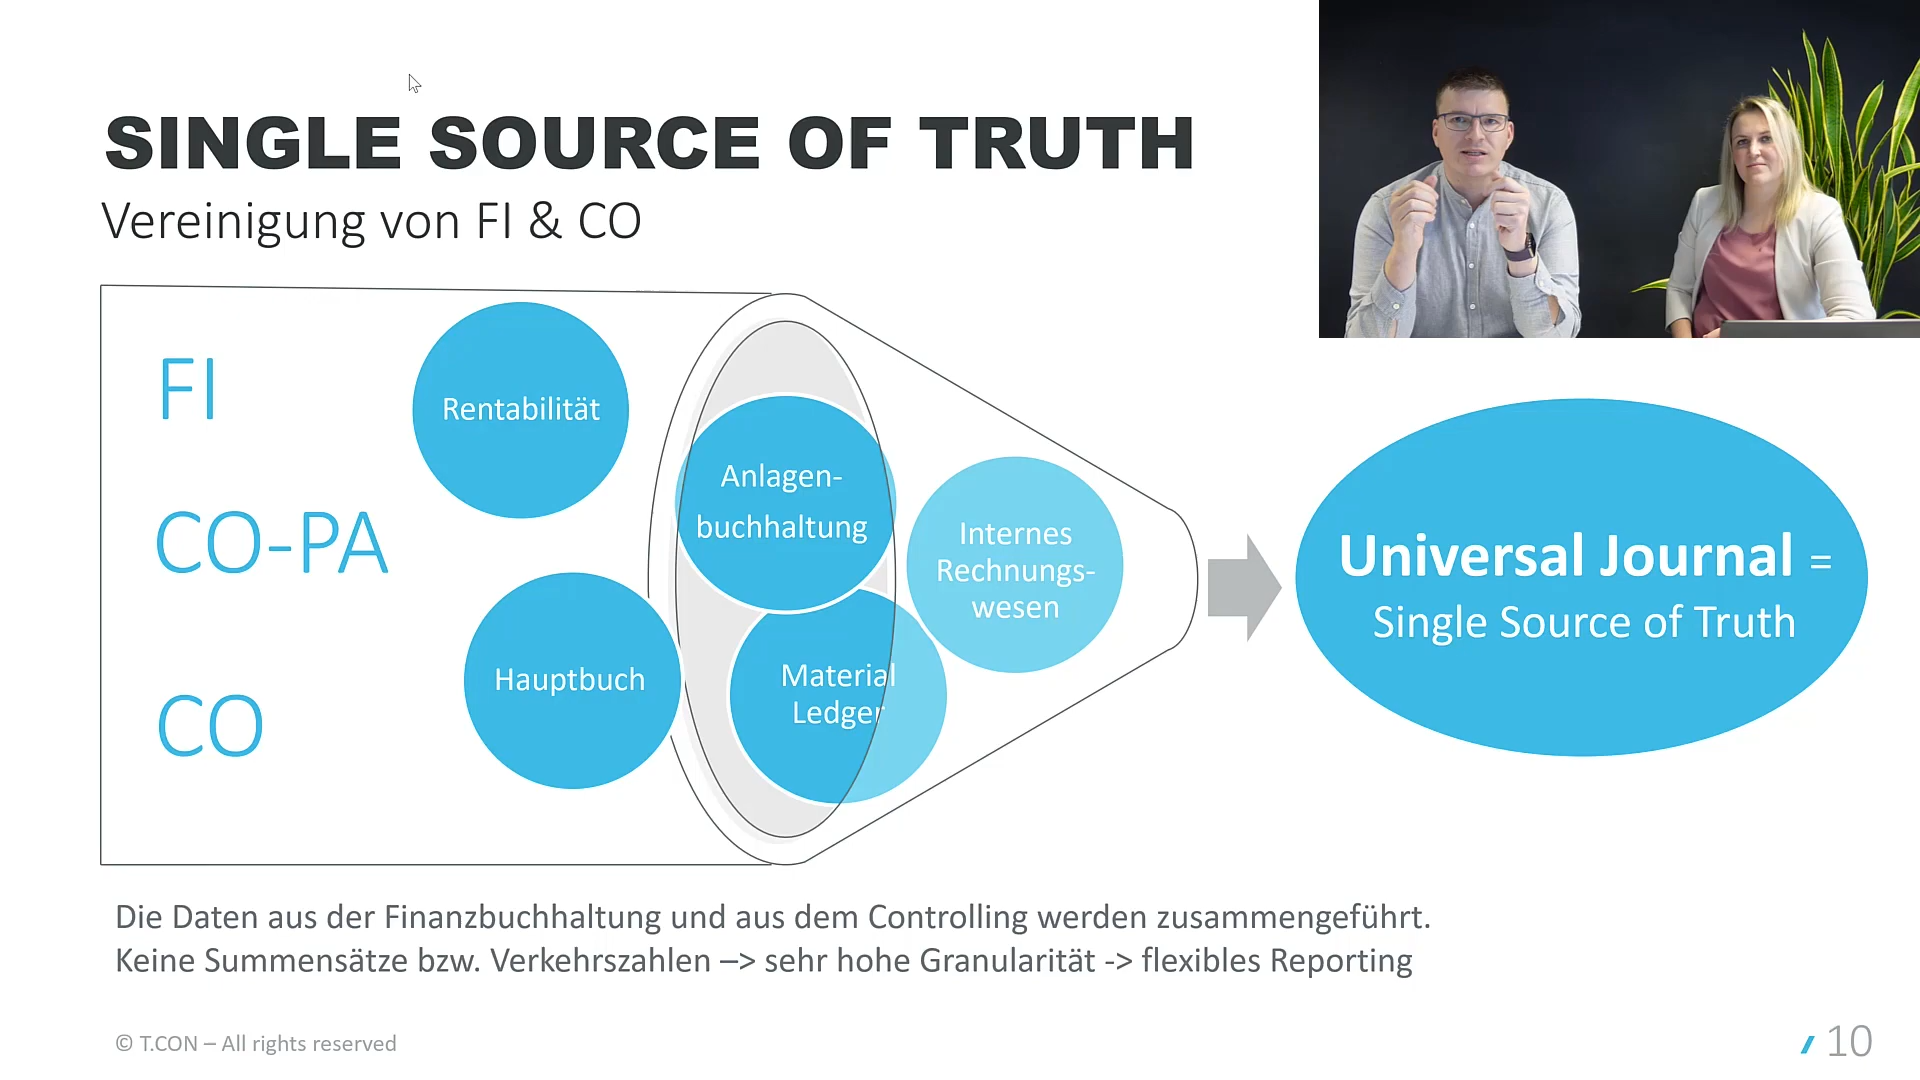 SINGLE SOURCE OF TRUTH
Vereinigung von FI & CO
FI
CO-PA
CO
Rentabilität
Hauptbuch
Anlagen-
buchhaltung
Material
Ledger
Internes
Rechnungs-
wesen
Universal Journal =
Single Source of Truth
Die Daten aus der Finanzbuchhaltung und aus dem Controlling werden zusammengeführt.
Keine Summensätze bzw. Verkehrszahlen –> sehr hohe Granularität -> flexibles Reporting
© T.CON – All rights reserved
10